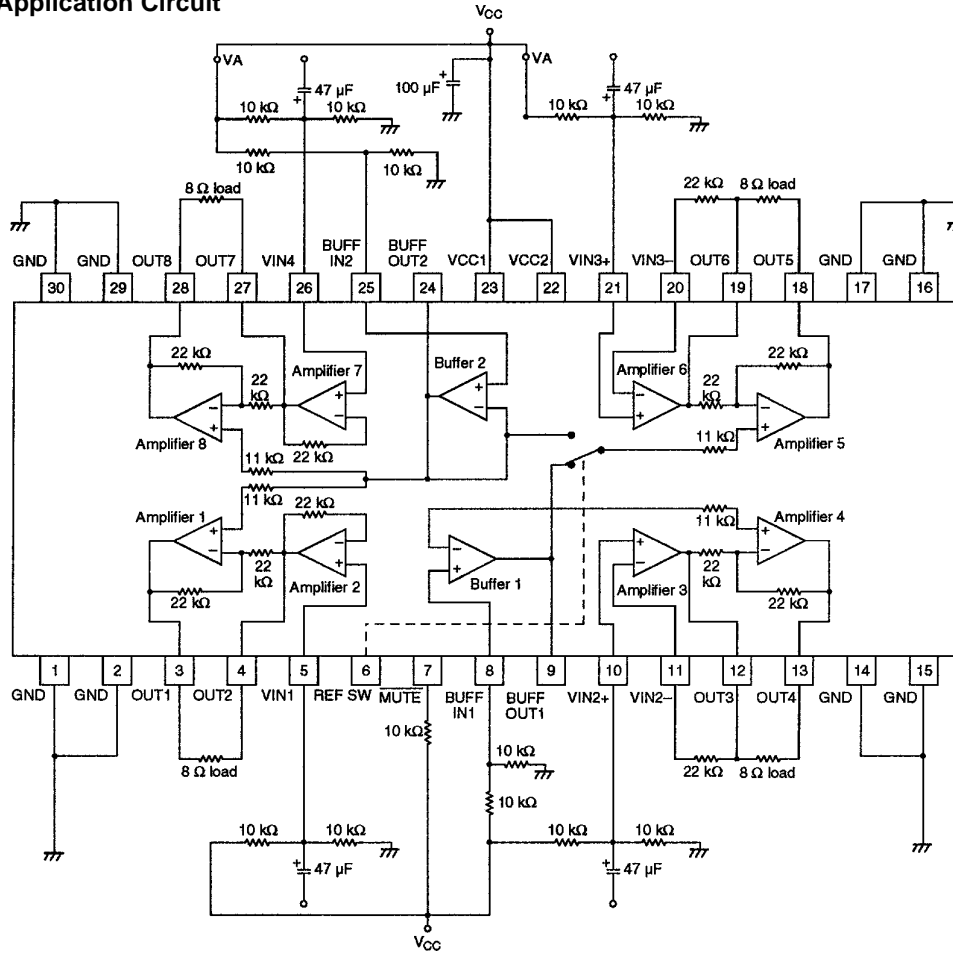 Application Circuit
VCC
VA
VA
47 µF
+
100 µF
+
47 µF
+
10 kΩ
10 kΩ
10 kΩ
10 kΩ
10 kΩ
10 kΩ
8 Ω load
22 kΩ
8 Ω load
GND
GND
OUT8
OUT7
VIN4
BUFF
IN2
BUFF
OUT2
VCC1
VCC2
VIN3+
VIN3−
OUT6
OUT5
GND
GND
30
29
28
27
26
25
24
23
22
21
20
19
18
17
16
22 kΩ
22
kΩ
Amplifier 7
Buffer 2
Amplifier 6
22
kΩ
22 kΩ
−
+
+
−
+
−
−
+
−
+
Amplifier 8
22 kΩ
11 kΩ
11 kΩ
11 kΩ
Amplifier 5
Amplifier 1
22 kΩ
11 kΩ
Amplifier 4
+
−
−
+
−
+
+
−
+
−
22
kΩ
22 kΩ
Amplifier 2
Buffer 1
Amplifier 3
22
kΩ
22 kΩ
1
2
3
4
5
6
7
8
9
10
11
12
13
14
15
GND
GND
OUT1
OUT2
VIN1
REF SW
MUTE
BUFF
IN1
BUFF
OUT1
VIN2+
VIN2−
OUT3
OUT4
GND
GND
10 kΩ
10 kΩ
8 Ω load
22 kΩ
8 Ω load
10 kΩ
10 kΩ
10 kΩ
10 kΩ
10 kΩ
+
47 µF
+
47 µF
VCC